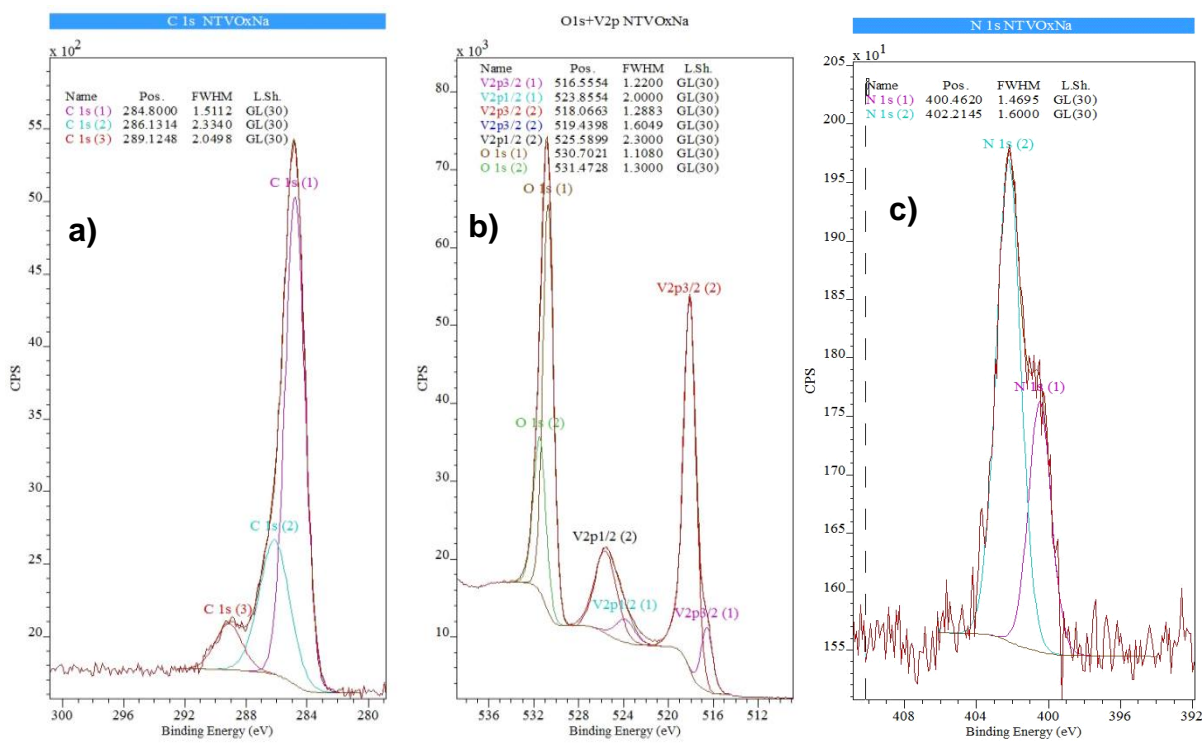 C 1s NTVOxNa
x 10²
Name Pos. FWHM L.Sh.
C 1s (1) 284.8000 1.5112 GL(30)
C 1s (2) 286.1314 2.3340 GL(30)
C 1s (3) 289.1248 2.0498 GL(30)
a)
C 1s (1)
C 1s (2)
C 1s (3)
55
50
45
40
35
30
25
20
CPS
300 296 292 288 284 280
Binding Energy (eV)
O1s+V2p NTVOxNa
x 10³
Name Pos. FWHM L.Sh.
V2p3/2 (1) 516.5554 1.2200 GL(30)
V2p1/2 (1) 523.8554 2.0000 GL(30)
V2p3/2 (2) 518.0663 1.2883 GL(30)
V2p3/2 (2) 519.4398 1.6049 GL(30)
V2p1/2 (2) 525.5899 2.3000 GL(30)
O 1s (1) 530.7021 1.1080 GL(30)
O 1s (2) 531.4728 1.3000 GL(30)
b)
O 1s (1)
V2p3/2 (2)
O 1s (2)
V2p1/2 (2)
V2p1/2 (1)
V2p3/2 (1)
80
70
60
50
40
30
20
10
CPS
536 532 528 524 520 516 512
Binding Energy (eV)
N 1s NTVOxNa
x 10¹
Name Pos. FWHM L.Sh.
N 1s (1) 400.4620 1.4695 GL(30)
N 1s (2) 402.2145 1.6000 GL(30)
c)
N 1s (2)
N 1s (1)
205
200
195
190
185
180
175
170
165
160
155
CPS
408 404 400 396 392
Binding Energy (eV)